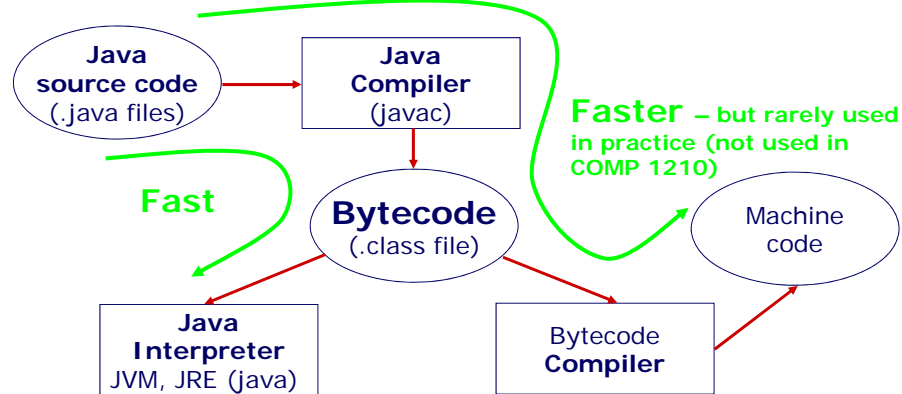 Java
source code
(.java files)
Java
Compiler
(javac)
Faster – but rarely used
in practice (not used in
COMP 1210)
Fast
Bytecode
(.class file)
Machine
code
Java
Interpreter
JVM, JRE (java)
Bytecode
Compiler